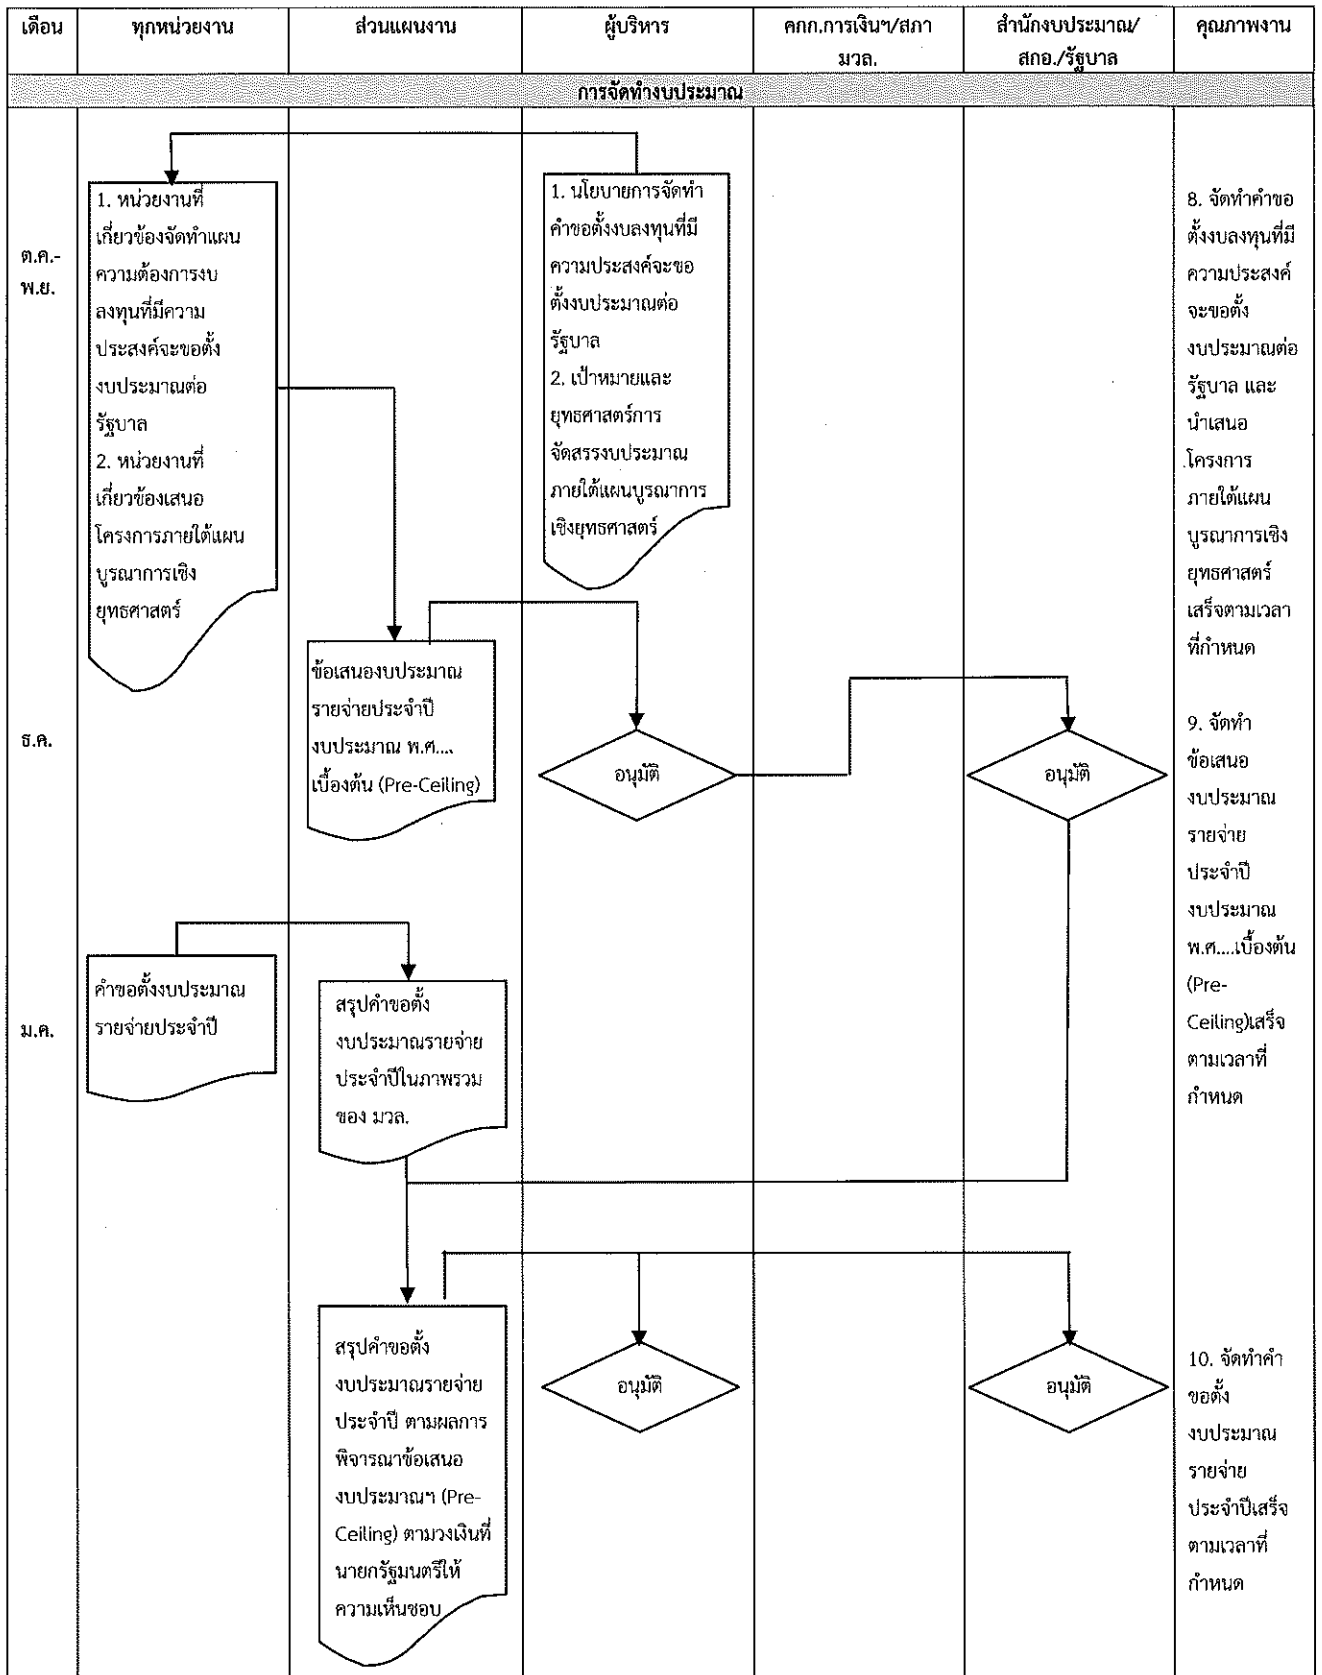 เดือน
ทุกหน่วยงาน
ส่วนแผนงาน
ผู้บริหาร
คกก.การเงินฯ/สภา
มวล.
สำนักงบประมาณ/
สกอ./รัฐบาล
คุณภาพงาน
การจัดทำงบประมาณ
ต.ค.-
พ.ย.
1. หน่วยงานที่
เกี่ยวข้องจัดทำแผน
ความต้องการงบ
ลงทุนที่มีความ
ประสงค์จะขอตั้ง
งบประมาณต่อ
รัฐบาล
2. หน่วยงานที่
เกี่ยวข้องเสนอ
โครงการภายใต้แผน
บูรณาการเชิง
ยุทธศาสตร์
1. นโยบายการจัดทำ
คำขอตั้งงบลงทุนที่มี
ความประสงค์จะขอ
ตั้งงบประมาณต่อ
รัฐบาล
2. เป้าหมายและ
ยุทธศาสตร์การ
จัดสรรงบประมาณ
ภายใต้แผนบูรณาการ
เชิงยุทธศาสตร์
8. จัดทำคำขอ
ตั้งงบลงทุนที่มี
ความประสงค์
จะขอตั้ง
งบประมาณต่อ
รัฐบาล และ
นำเสนอ
โครงการ
ภายใต้แผน
บูรณาการเชิง
ยุทธศาสตร์
เสร็จตามเวลา
ที่กำหนด
ธ.ค.
ข้อเสนองบประมาณ
รายจ่ายประจำปี
งบประมาณ พ.ศ....
เบื้องต้น (Pre-Ceiling)
อนุมัติ
อนุมัติ
9. จัดทำ
ข้อเสนอ
งบประมาณ
รายจ่าย
ประจำปี
งบประมาณ
พ.ศ....เบื้องต้น
(Pre-
Ceiling)เสร็จ
ตามเวลาที่
กำหนด
ม.ค.
คำขอตั้งงบประมาณ
รายจ่ายประจำปี
สรุปคำขอตั้ง
งบประมาณรายจ่าย
ประจำปีในภาพรวม
ของ มวล.
สรุปคำขอตั้ง
งบประมาณรายจ่าย
ประจำปี ตามผลการ
พิจารณาข้อเสนอ
งบประมาณฯ (Pre-
Ceiling) ตามวงเงินที่
นายกรัฐมนตรีให้
ความเห็นชอบ
อนุมัติ
อนุมัติ
10. จัดทำคำ
ขอตั้ง
งบประมาณ
รายจ่าย
ประจำปีเสร็จ
ตามเวลาที่
กำหนด